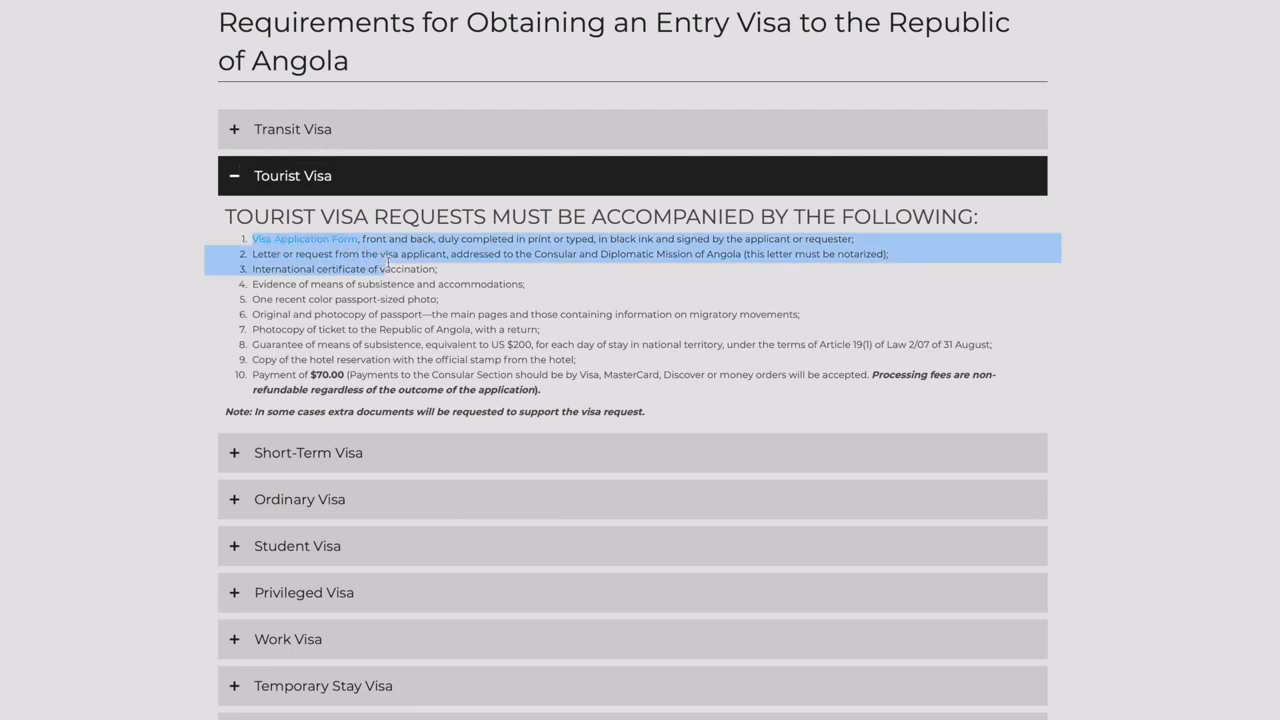 Requirements for Obtaining an Entry Visa to the Republic
of Angola
+ Transit Visa
− Tourist Visa
TOURIST VISA REQUESTS MUST BE ACCOMPANIED BY THE FOLLOWING:
1. Visa Application Form, front and back, duly completed in print or typed, in black ink and signed by the applicant or requester;
2. Letter or request from the visa applicant, addressed to the Consular and Diplomatic Mission of Angola (this letter must be notarized);
3. International certificate of vaccination;
4. Evidence of means of subsistence and accommodations;
5. One recent color passport-sized photo;
6. Original and photocopy of passport—the main pages and those containing information on migratory movements;
7. Photocopy of ticket to the Republic of Angola, with a return;
8. Guarantee of means of subsistence, equivalent to US $200, for each day of stay in national territory, under the terms of Article 19(1) of Law 2/07 of 31 August;
9. Copy of the hotel reservation with the official stamp from the hotel;
10. Payment of $70.00 (Payments to the Consular Section should be by Visa, MasterCard, Discover or money orders will be accepted. Processing fees are non-
refundable regardless of the outcome of the application).
Note: In some cases extra documents will be requested to support the visa request.
+ Short-Term Visa
+ Ordinary Visa
+ Student Visa
+ Privileged Visa
+ Work Visa
+ Temporary Stay Visa